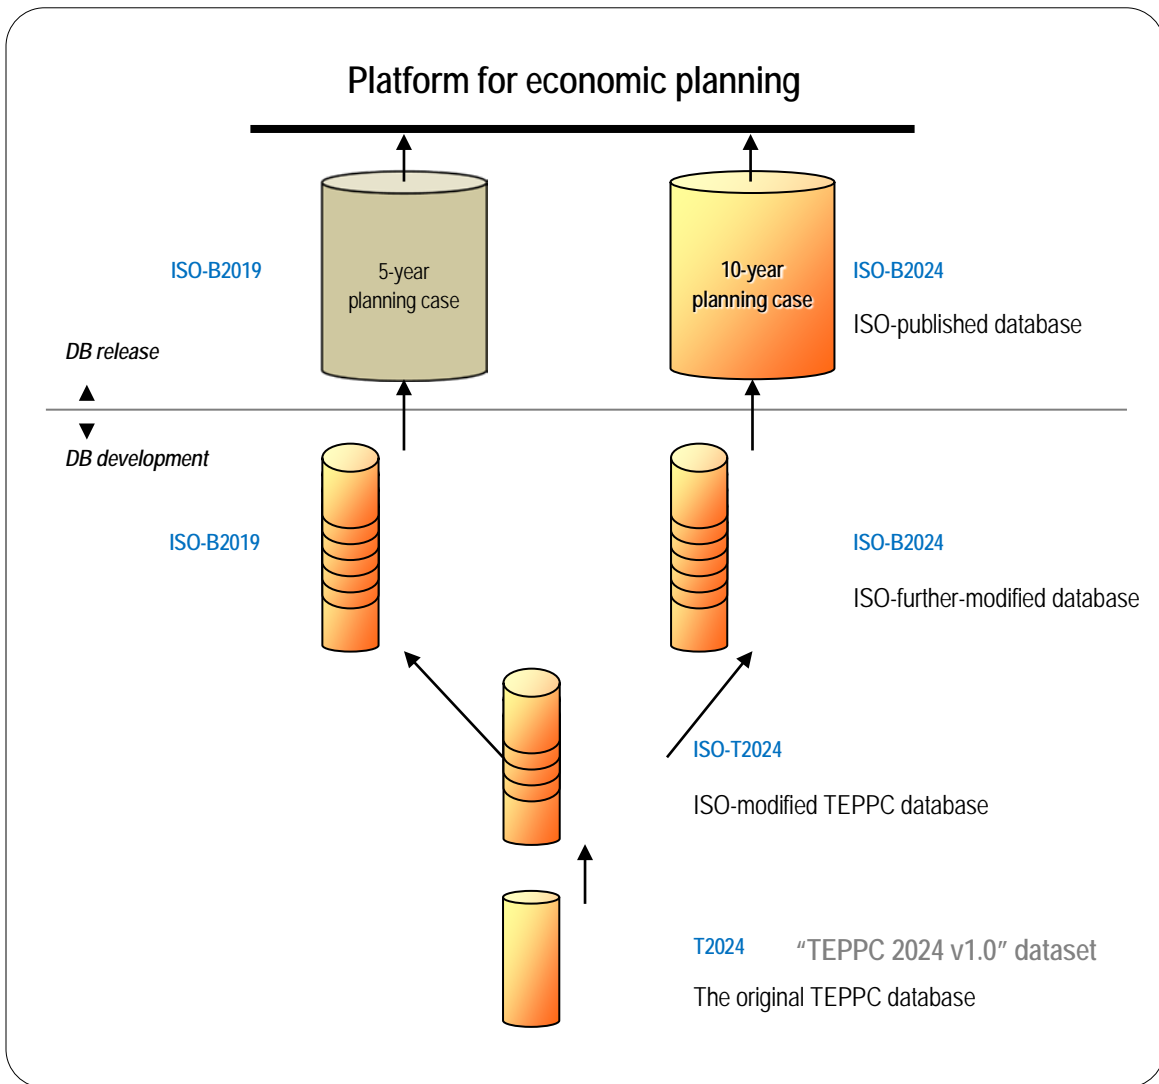 Platform for economic planning
ISO-B2019
5-year
planning case
10-year
planning case
ISO-B2024
ISO-published database
DB release
DB development
ISO-B2019
ISO-B2024
ISO-further-modified database
ISO-T2024
ISO-modified TEPPC database
T2024 “TEPPC 2024 v1.0” dataset
The original TEPPC database